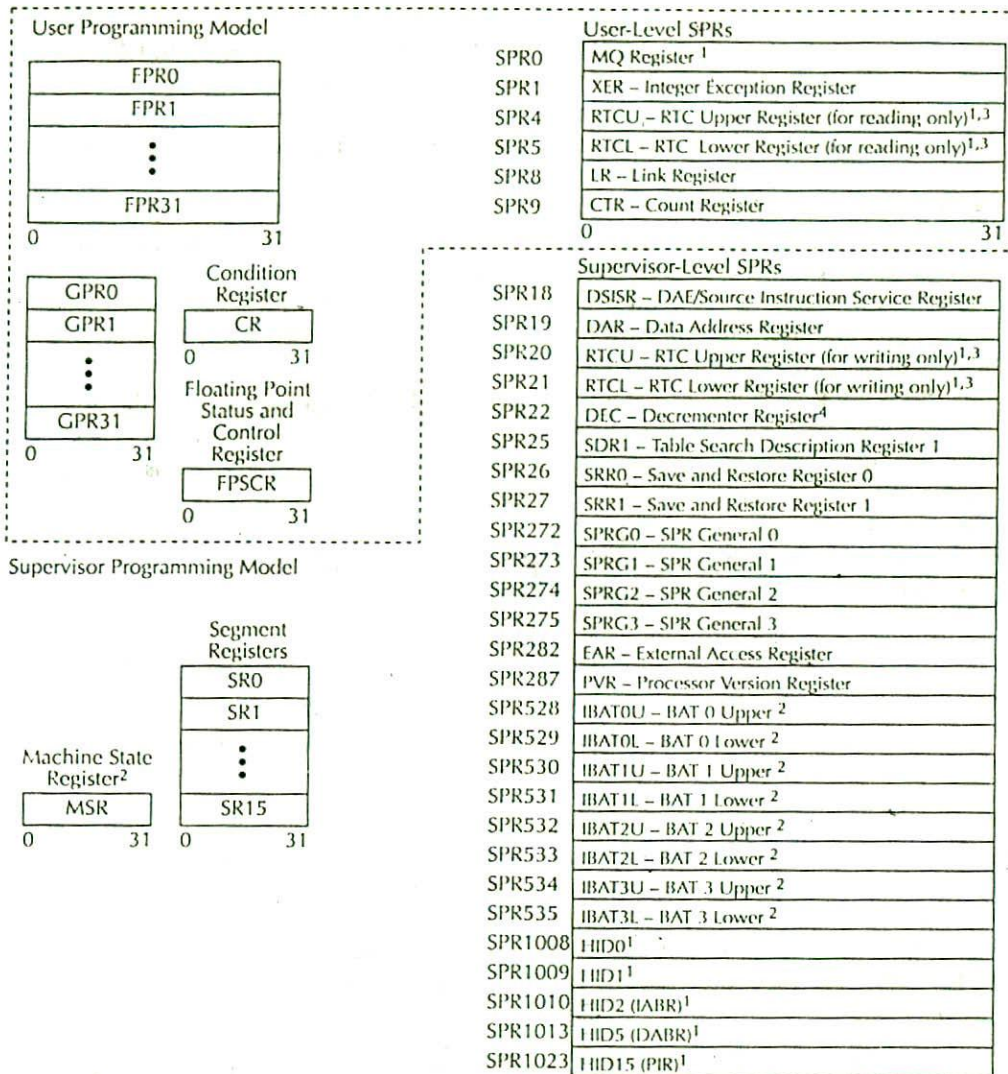 User Programming Model
FPR0
FPR1
FPR31
0 31
GPR0
GPR1
GPR31
0 31
Condition
Register
CR
0 31
Floating Point
Status and
Control
Register
FPSCR
0 31
User-Level SPRs
SPR0 MQ Register 1
SPR1 XER – Integer Exception Register
SPR4 RTCU – RTC Upper Register (for reading only)1,3
SPR5 RTCL – RTC Lower Register (for reading only)1,3
SPR8 LR – Link Register
SPR9 CTR – Count Register
0 31
Supervisor Programming Model
Machine State
Register2
MSR
0 31
Segment
Registers
SR0
SR1
SR15
0 31
Supervisor-Level SPRs
SPR18 DSISR – DAE/Source Instruction Service Register
SPR19 DAR – Data Address Register
SPR20 RTCU – RTC Upper Register (for writing only)1,3
SPR21 RTCL – RTC Lower Register (for writing only)1,3
SPR22 DEC – Decrementer Register4
SPR25 SDR1 – Table Search Description Register 1
SPR26 SRR0 – Save and Restore Register 0
SPR27 SRR1 – Save and Restore Register 1
SPR272 SPRG0 – SPR General 0
SPR273 SPRG1 – SPR General 1
SPR274 SPRG2 – SPR General 2
SPR275 SPRG3 – SPR General 3
SPR282 EAR – External Access Register
SPR287 PVR – Processor Version Register
SPR528 IBAT0U – BAT 0 Upper 2
SPR529 IBAT0L – BAT 0 Lower 2
SPR530 IBAT1U – BAT 1 Upper 2
SPR531 IBAT1L – BAT 1 Lower 2
SPR532 IBAT2U – BAT 2 Upper 2
SPR533 IBAT2L – BAT 2 Lower 2
SPR534 IBAT3U – BAT 3 Upper 2
SPR535 IBAT3L – BAT 3 Lower 2
SPR1008 HID01
SPR1009 HID11
SPR1010 HID2 (IABR)1
SPR1013 HID5 (DABR)1
SPR1023 HID15 (PIR)1